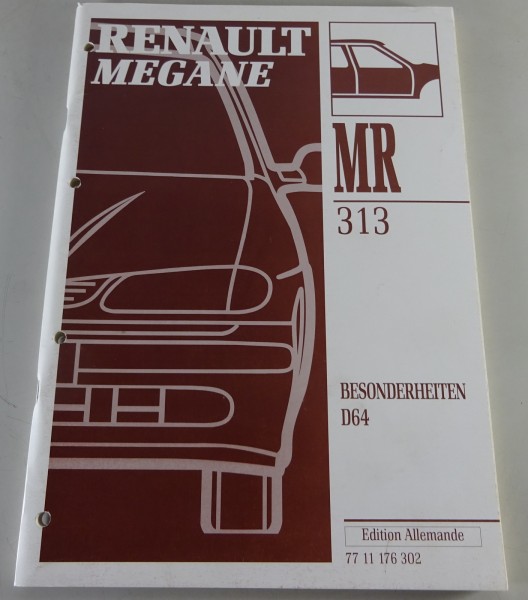 RENAULT
MEGANE
MR
313
BESONDERHEITEN
D64
Edition Allemande
77 11 176 302